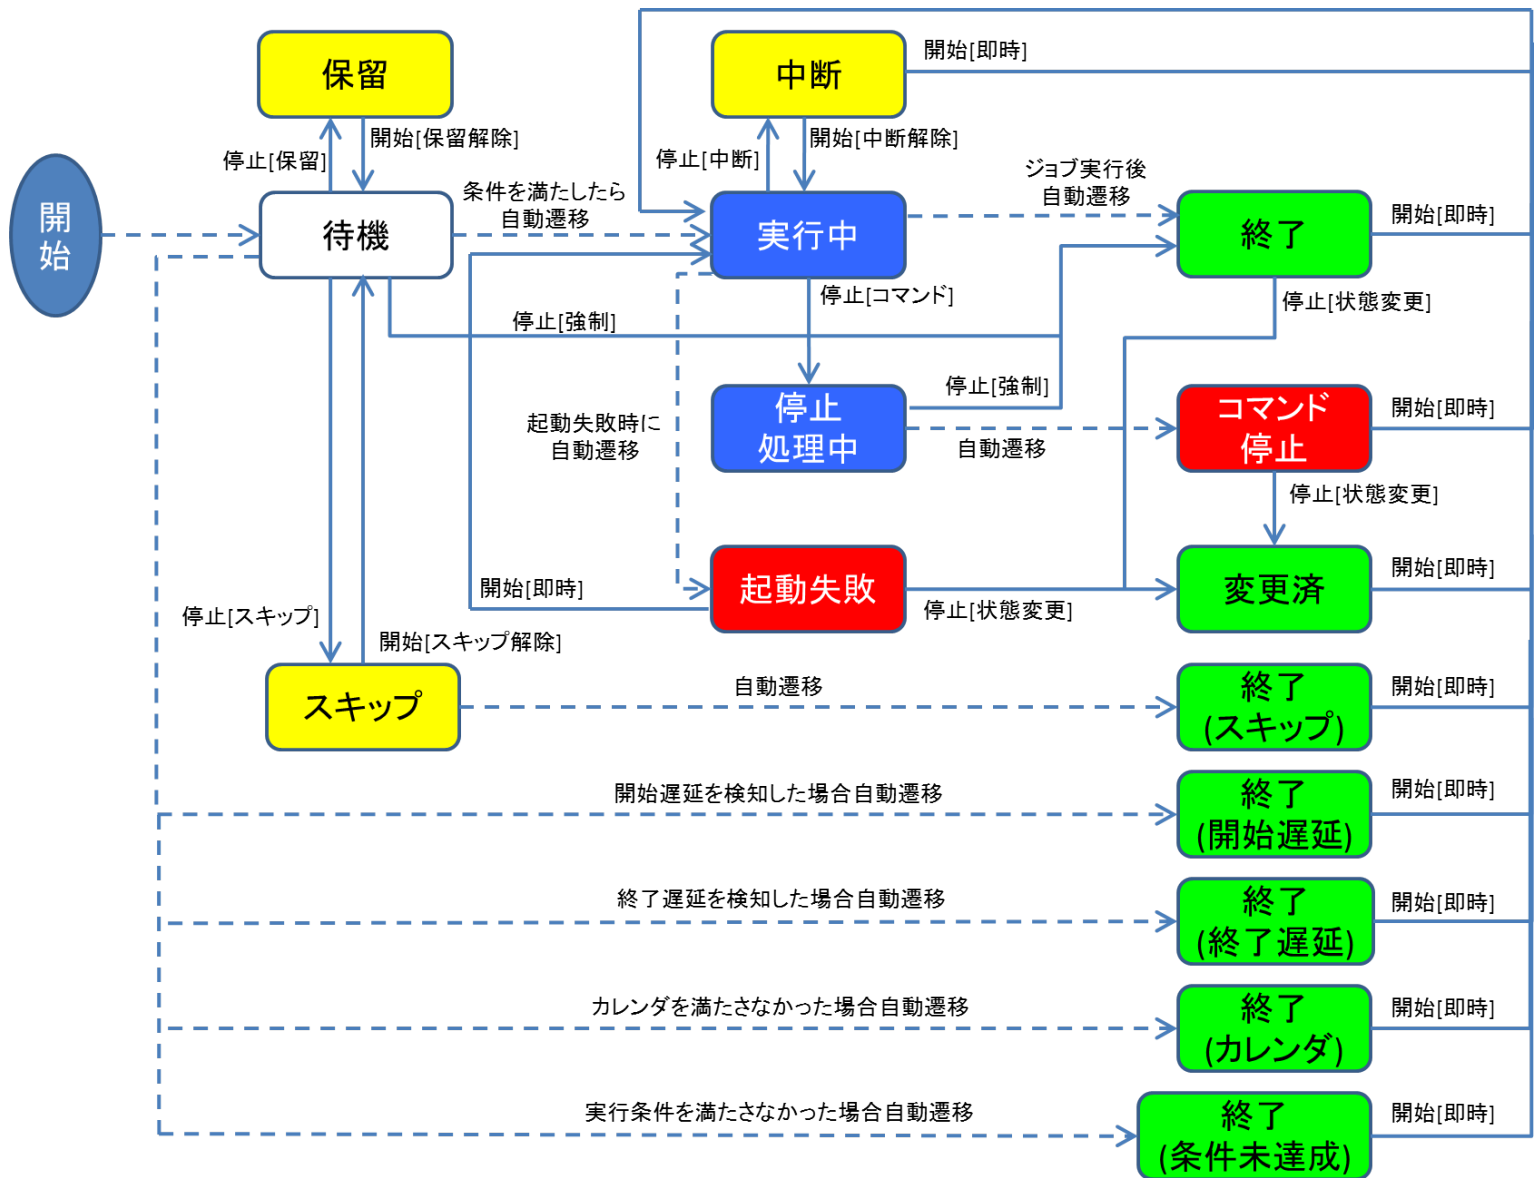 保留
中断
開始[即時]
停止[保留]
開始[保留解除]
停止[中断]
開始[中断解除]
開
始
待機
条件を満たしたら
自動遷移
実行中
ジョブ実行後
自動遷移
終了
開始[即時]
停止[強制]
停止[コマンド]
停止[状態変更]
起動失敗時に
自動遷移
停止
処理中
停止[強制]
自動遷移
コマンド
停止
開始[即時]
停止[状態変更]
開始[即時]
起動失敗
停止[状態変更]
変更済
開始[即時]
停止[スキップ]
開始[スキップ解除]
スキップ
自動遷移
終了
(スキップ)
開始[即時]
開始遅延を検知した場合自動遷移
終了
(開始遅延)
開始[即時]
終了遅延を検知した場合自動遷移
終了
(終了遅延)
開始[即時]
カレンダを満たさなかった場合自動遷移
終了
(カレンダ)
開始[即時]
実行条件を満たさなかった場合自動遷移
終了
(条件未達成)
開始[即時]